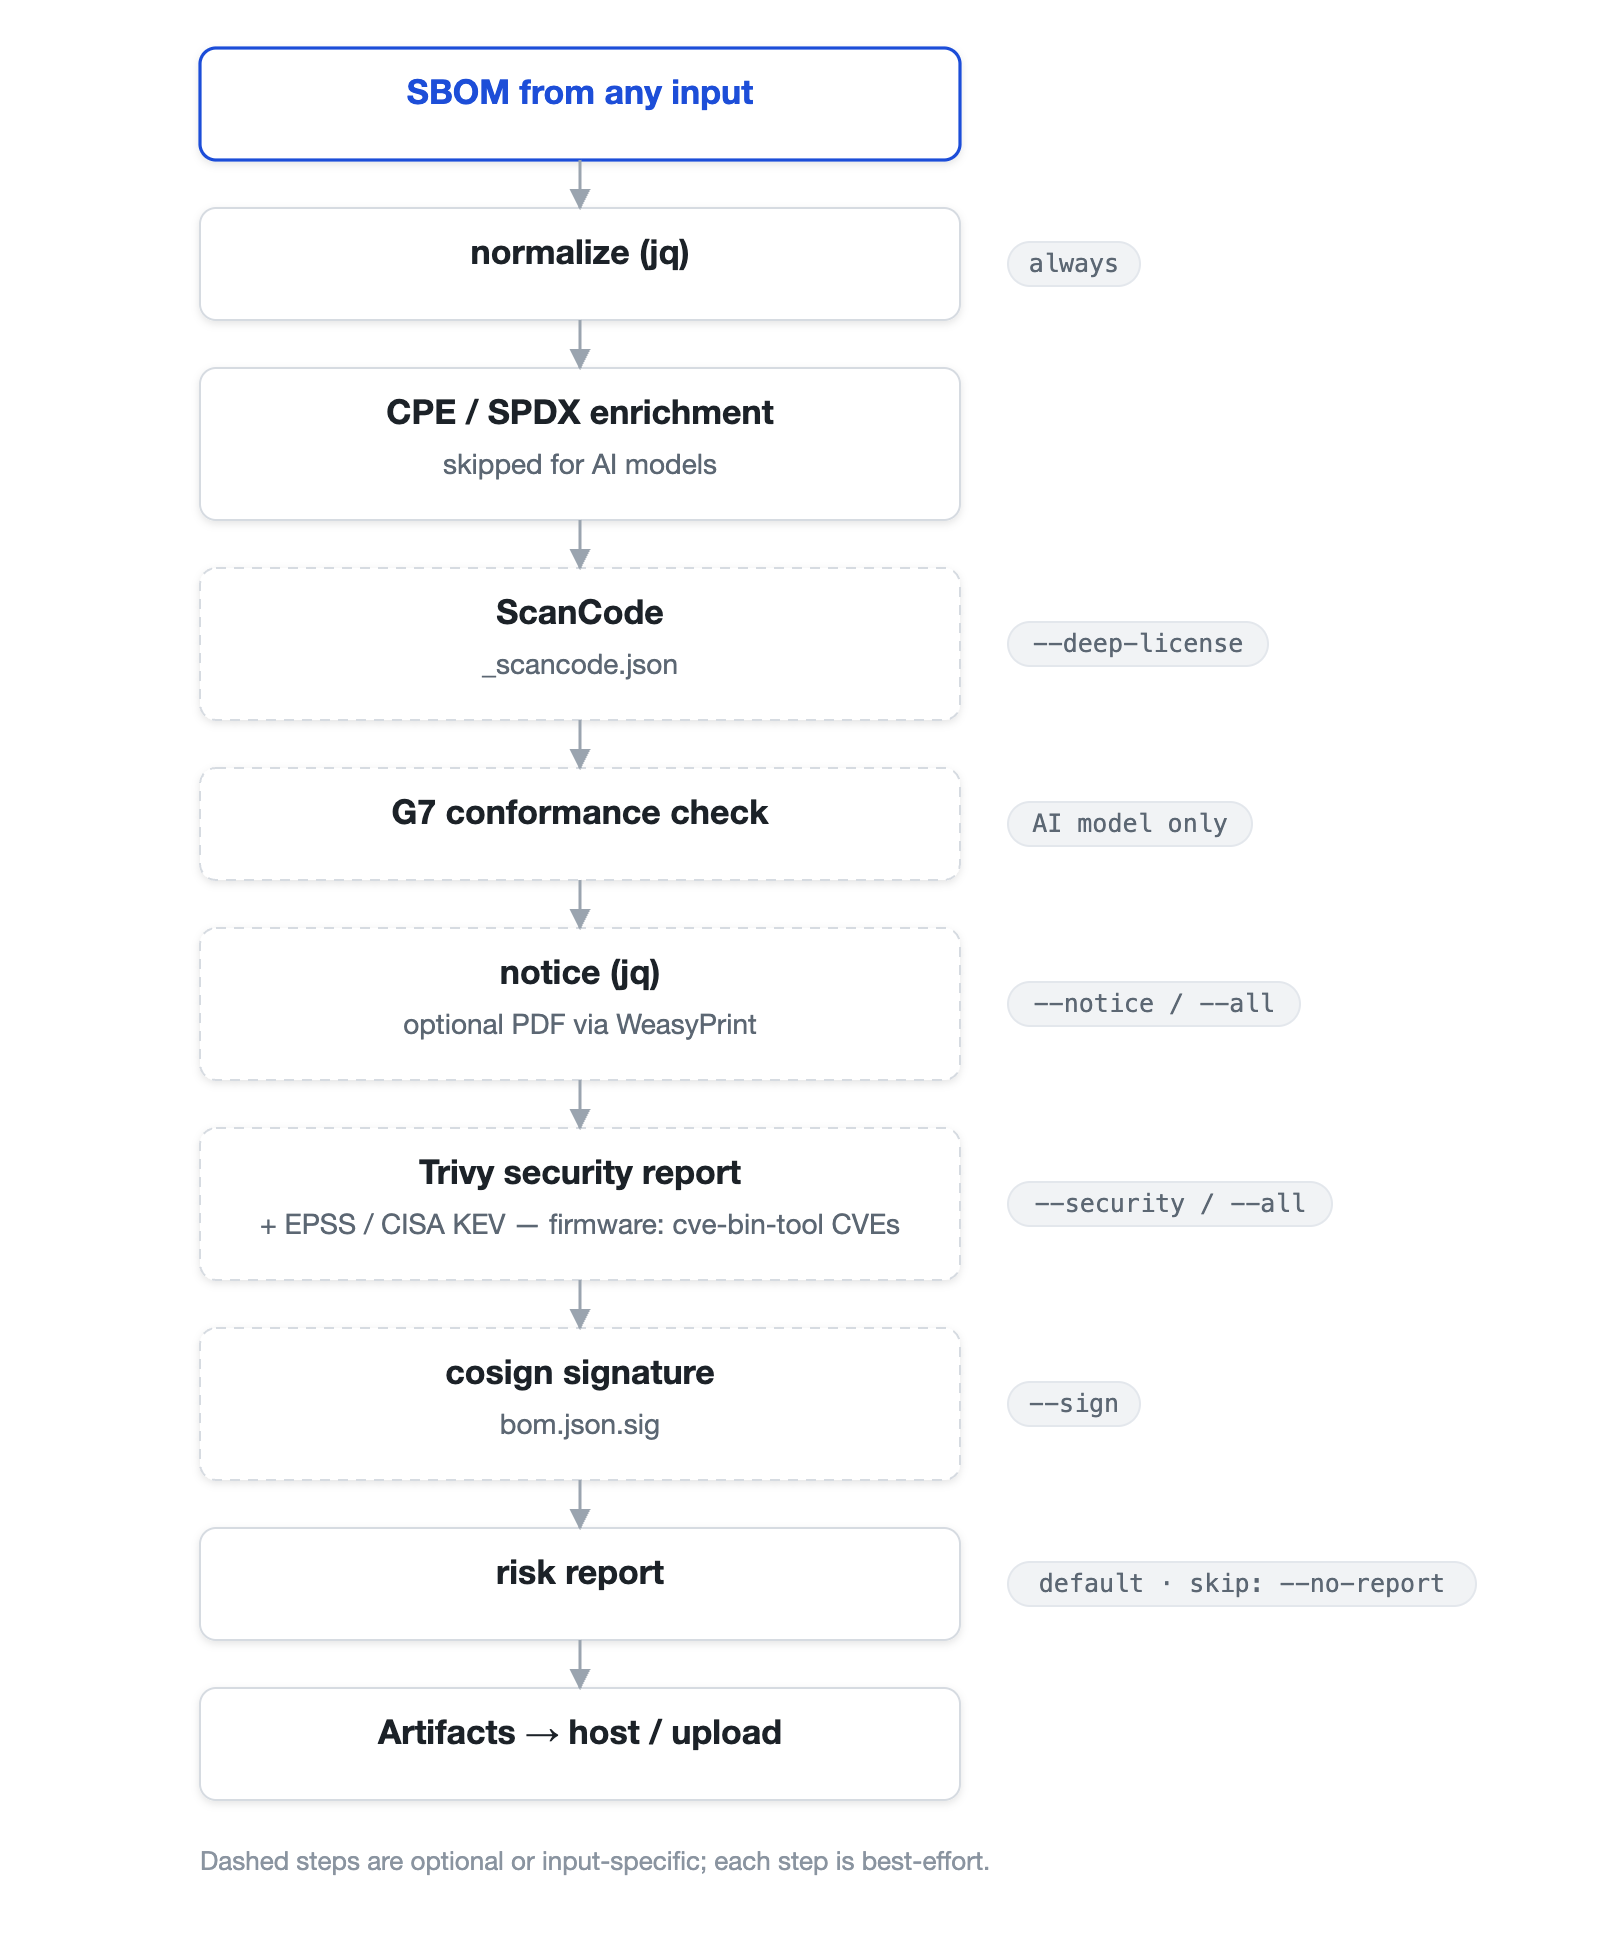 SBOM from any input
normalize (jq)
always
CPE / SPDX enrichment
skipped for AI models
ScanCode
_scancode.json
--deep-license
G7 conformance check
AI model only
notice (jq)
optional PDF via WeasyPrint
--notice / --all
Trivy security report
+ EPSS / CISA KEV — firmware: cve-bin-tool CVEs
--security / --all
cosign signature
bom.json.sig
--sign
risk report
default · skip: --no-report
Artifacts → host / upload
Dashed steps are optional or input-specific; each step is best-effort.